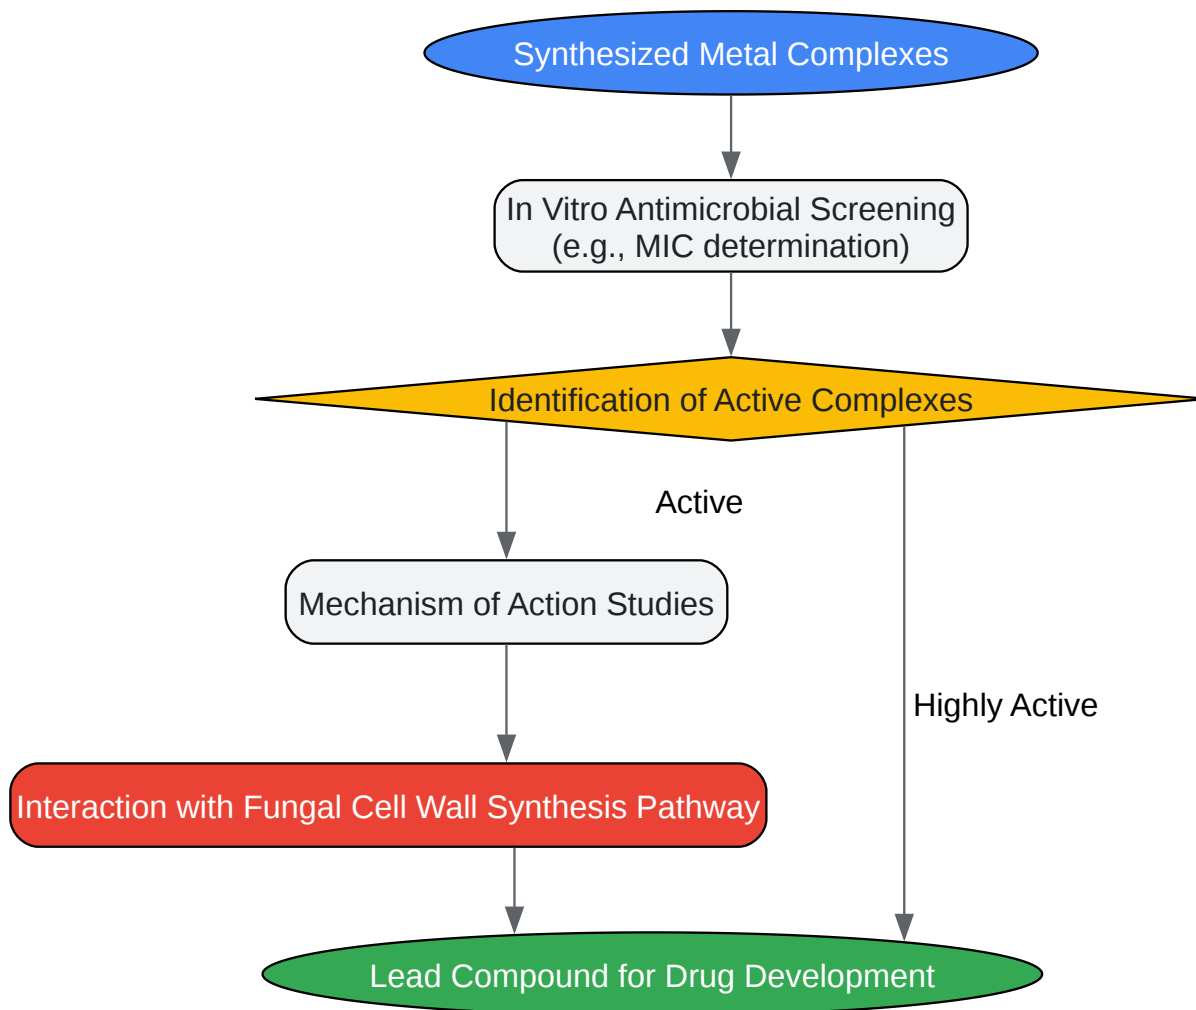 Synthesized Metal Complexes
In Vitro Antimicrobial Screening
(e.g., MIC determination)
Identification of Active Complexes
Active
Mechanism of Action Studies
Highly Active
Interaction with Fungal Cell Wall Synthesis Pathway
Lead Compound for Drug Development